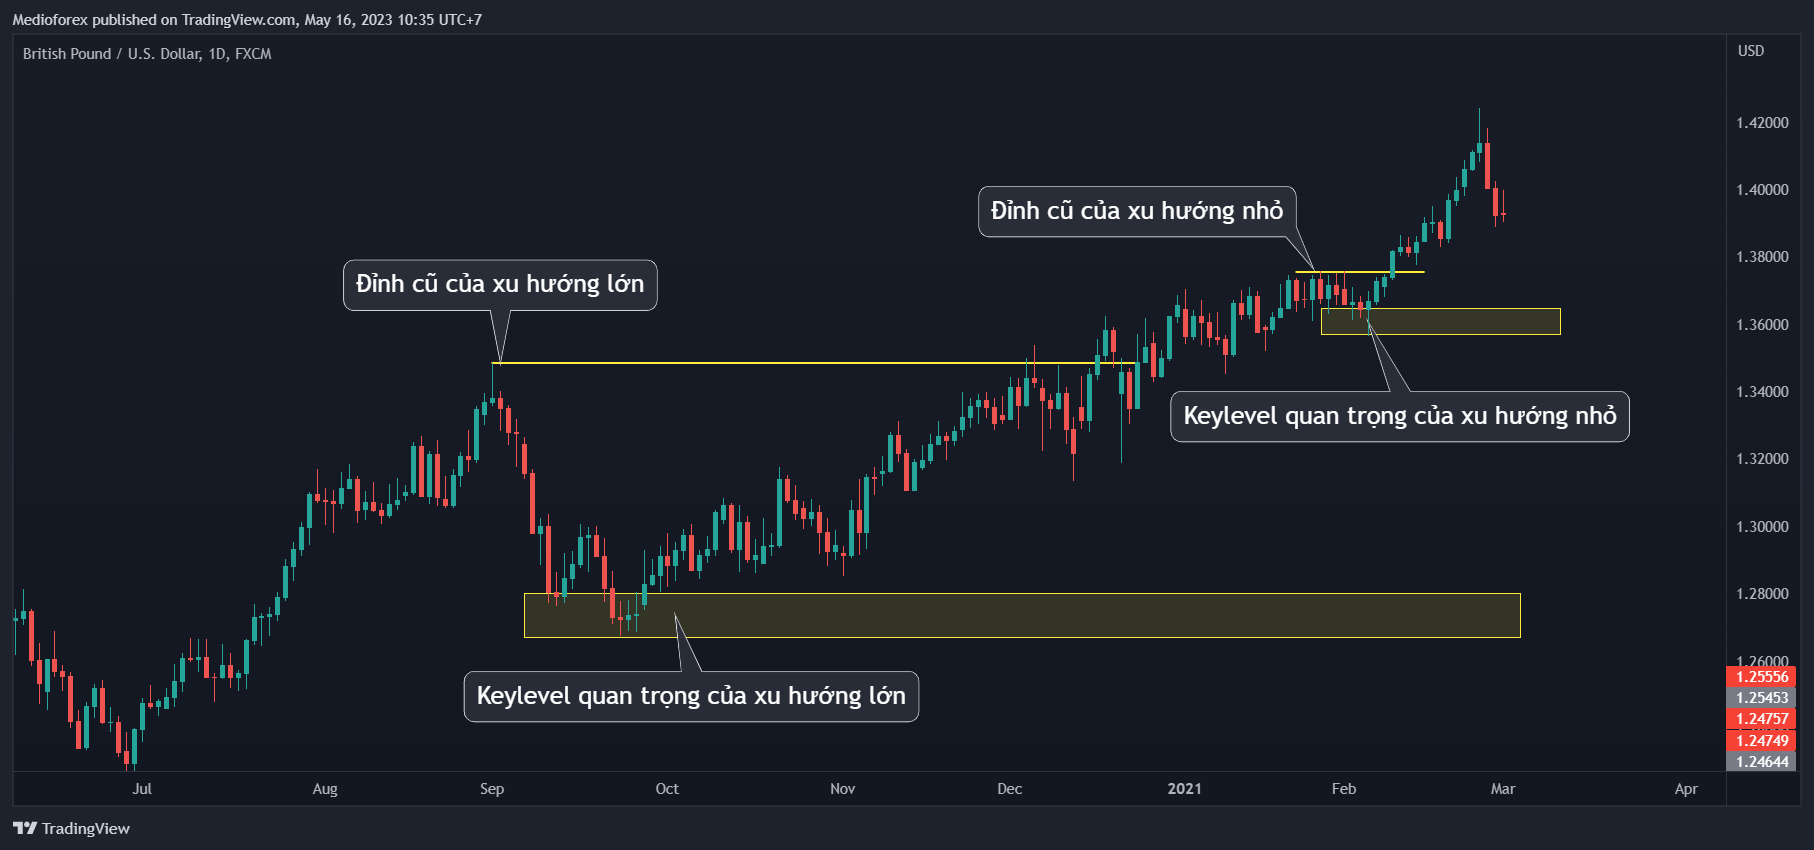 Medioforex published on TradingView.com, May 16, 2023 10:35 UTC+7
British Pound / U.S. Dollar, 1D, FXCM
USD
1.42000
1.40000
Đỉnh cũ của xu hướng nhỏ
1.38000
Đỉnh cũ của xu hướng lớn
1.36000
1.34000
Keylevel quan trọng của xu hướng nhỏ
1.32000
1.30000
1.28000
1.26000
1.25556
Keylevel quan trọng của xu hướng lớn
1.25453
1.24757
1.24749
1.24644
Jul Aug Sep Oct Nov Dec 2021 Feb Mar Apr
TradingView